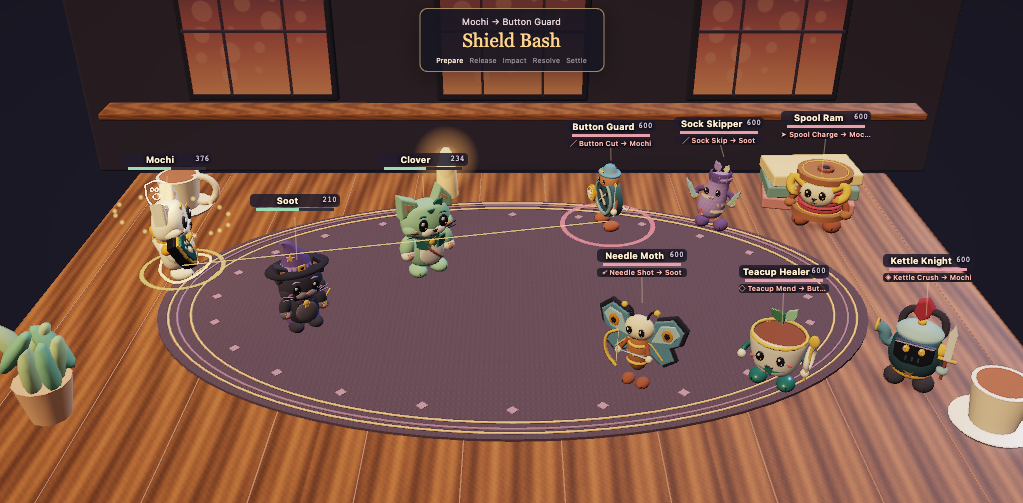 Mochi → Button Guard
Shield Bash
Prepare Release Impact Resolve Settle
Mochi 376
Clover 234
Soot 210
Button Guard 600
Button Cut → Mochi
Sock Skipper 600
Sock Skip → Soot
Spool Ram 600
Spool Charge → Moc...
Needle Moth 600
Needle Shot → Soot
Teacup Healer 600
Teacup Mend → But...
Kettle Knight 600
Kettle Crush → Mochi